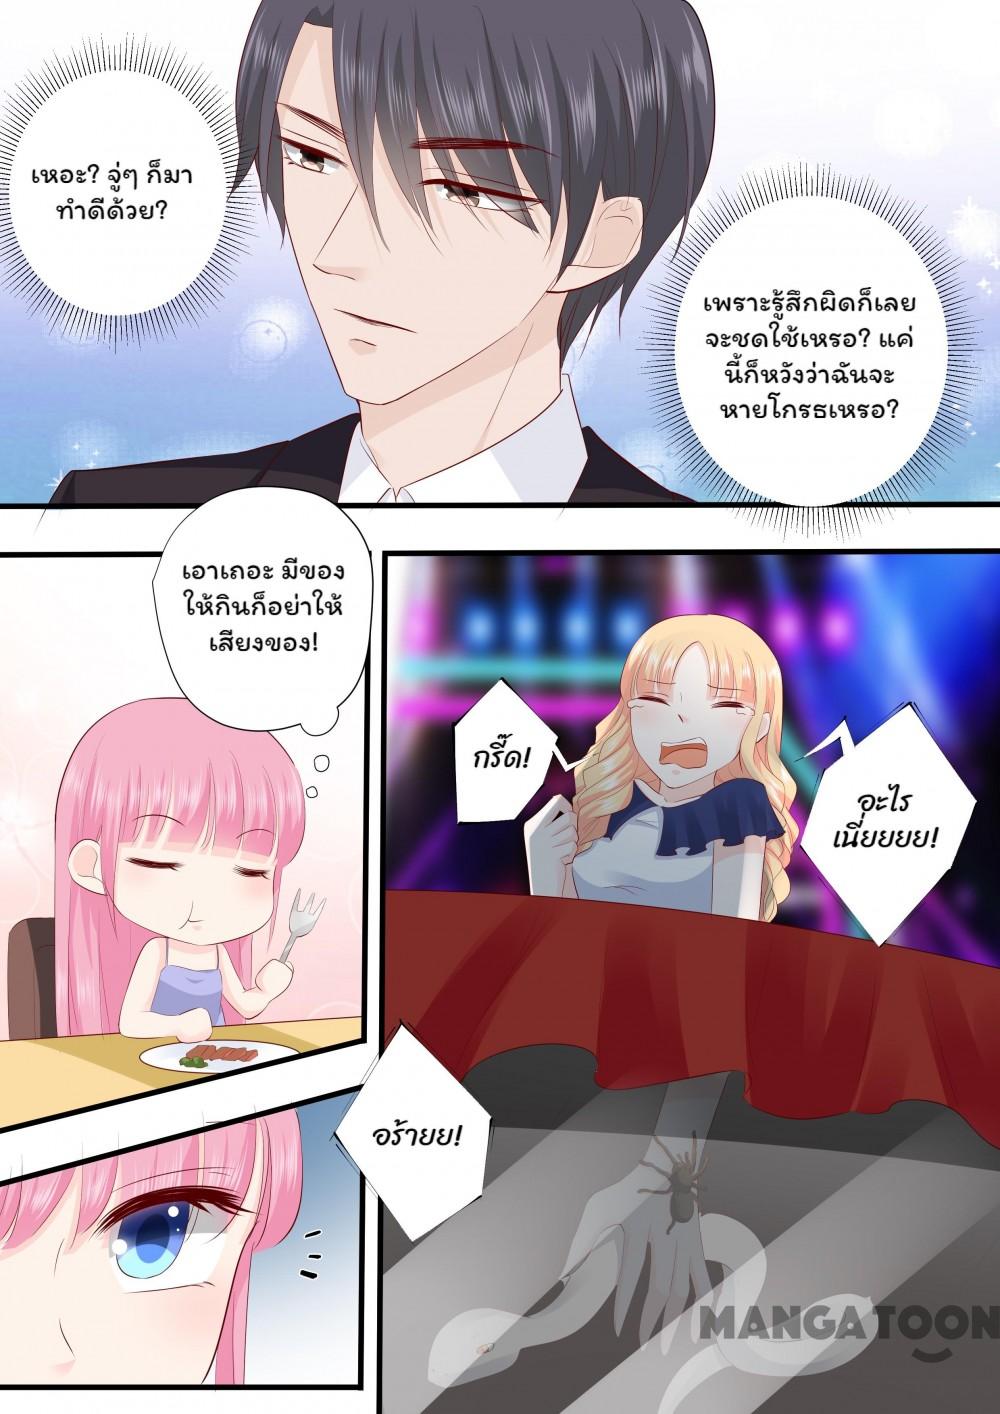 เหอะ? จู่ๆ ก็มา
ทำดีด้วย?
เพราะรู้สึกผิดก็เลย
จะชดใช้เหรอ? แค่
นี้ก็หวังว่าฉันจะ
หายโกรธเหรอ?
เอาเถอะ มีของ
ให้กินก็อย่าให้
เสียงของ!
กรี๊ด!
อะไร
เนี่ยยยย!
อร้ายย!
MANGATOON